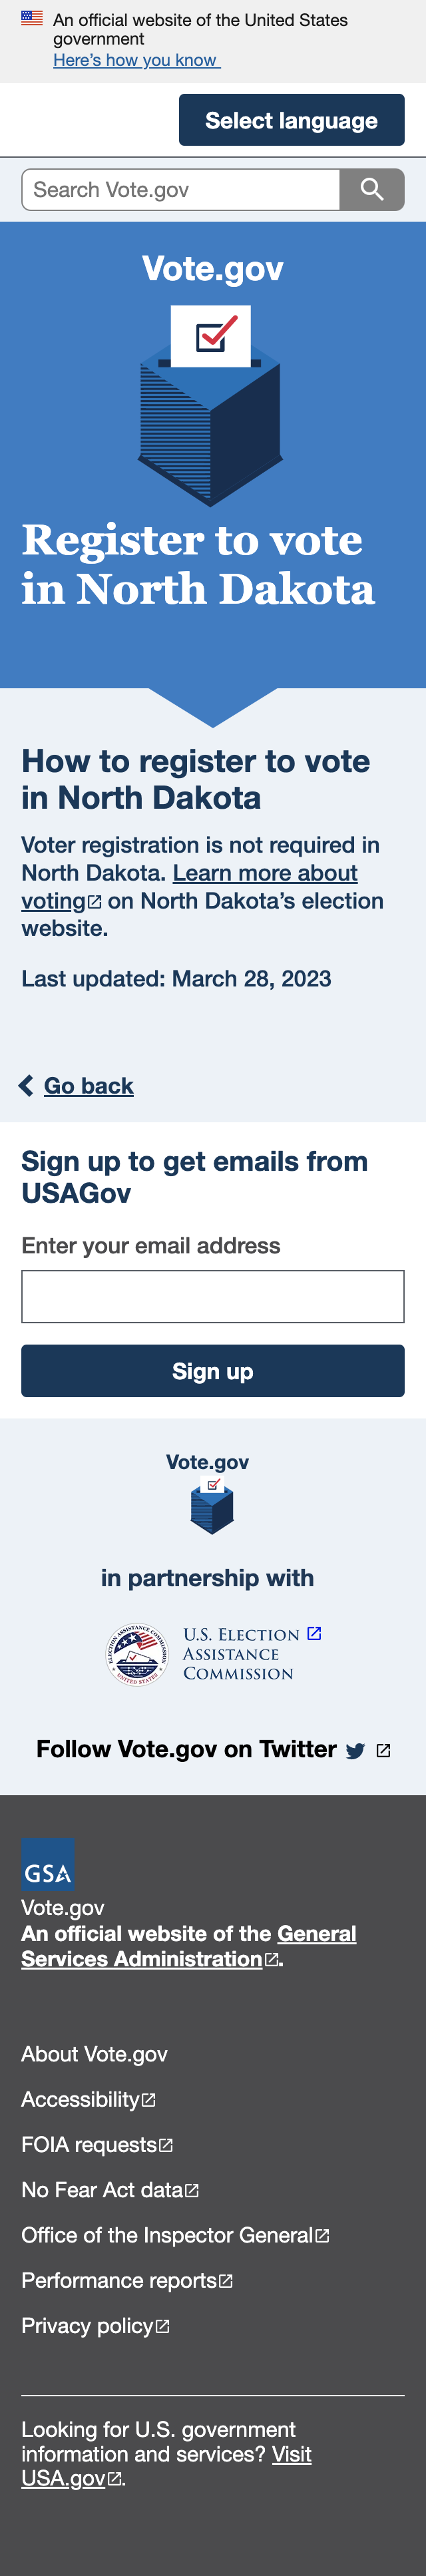 An official website of the United States
government
Here’s how you know
Select language
Search Vote.gov
Vote.gov
Register to vote
in North Dakota
How to register to vote
in North Dakota
Voter registration is not required in
North Dakota. Learn more about
voting on North Dakota’s election
website.
Last updated: March 28, 2023
Go back
Sign up to get emails from
USAGov
Enter your email address
Sign up
Vote.gov
in partnership with
ELECTION ASSISTANCE COMMISSION
UNITED STATES
U.S. ELECTION
ASSISTANCE
COMMISSION
Follow Vote.gov on Twitter
GSA
Vote.gov
An official website of the General
Services Administration.
About Vote.gov
Accessibility
FOIA requests
No Fear Act data
Office of the Inspector General
Performance reports
Privacy policy
Looking for U.S. government
information and services? Visit
USA.gov.